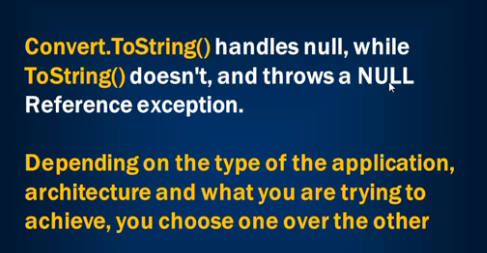 Convert.ToString() handles null, while
ToString() doesn't, and throws a NULL
Reference exception.
Depending on the type of the application,
architecture and what you are trying to
achieve, you choose one over the other